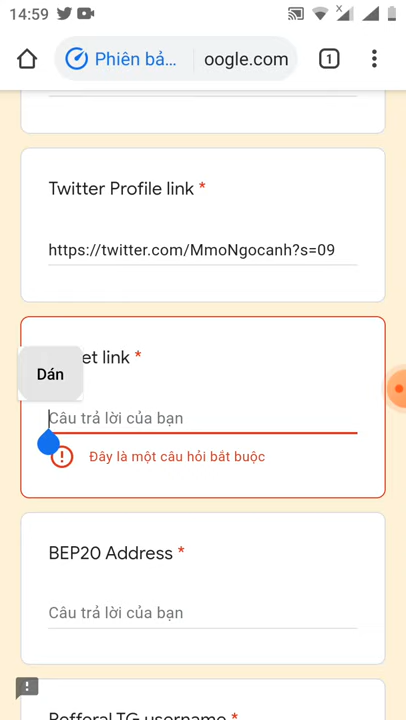 14:59
Phiên bả... oogle.com 1
Twitter Profile link *
https://twitter.com/MmoNgocanh?s=09
et link *
Dán
Câu trả lời của bạn
Đây là một câu hỏi bắt buộc
BEP20 Address *
Câu trả lời của bạn
Refferal TG username *